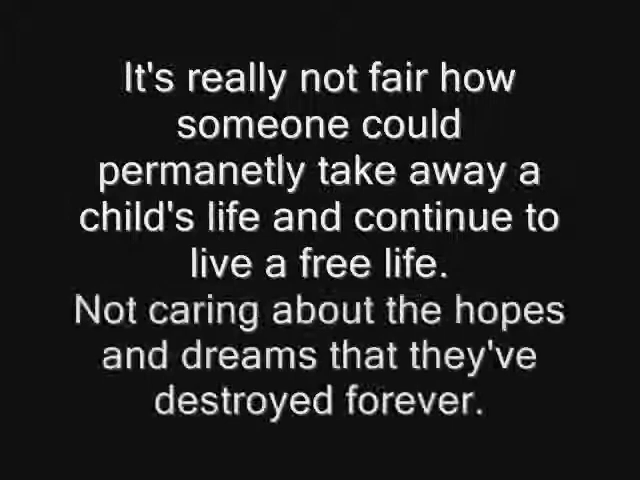 It's really not fair how
someone could
permanetly take away a
child's life and continue to
live a free life.
Not caring about the hopes
and dreams that they've
destroyed forever.